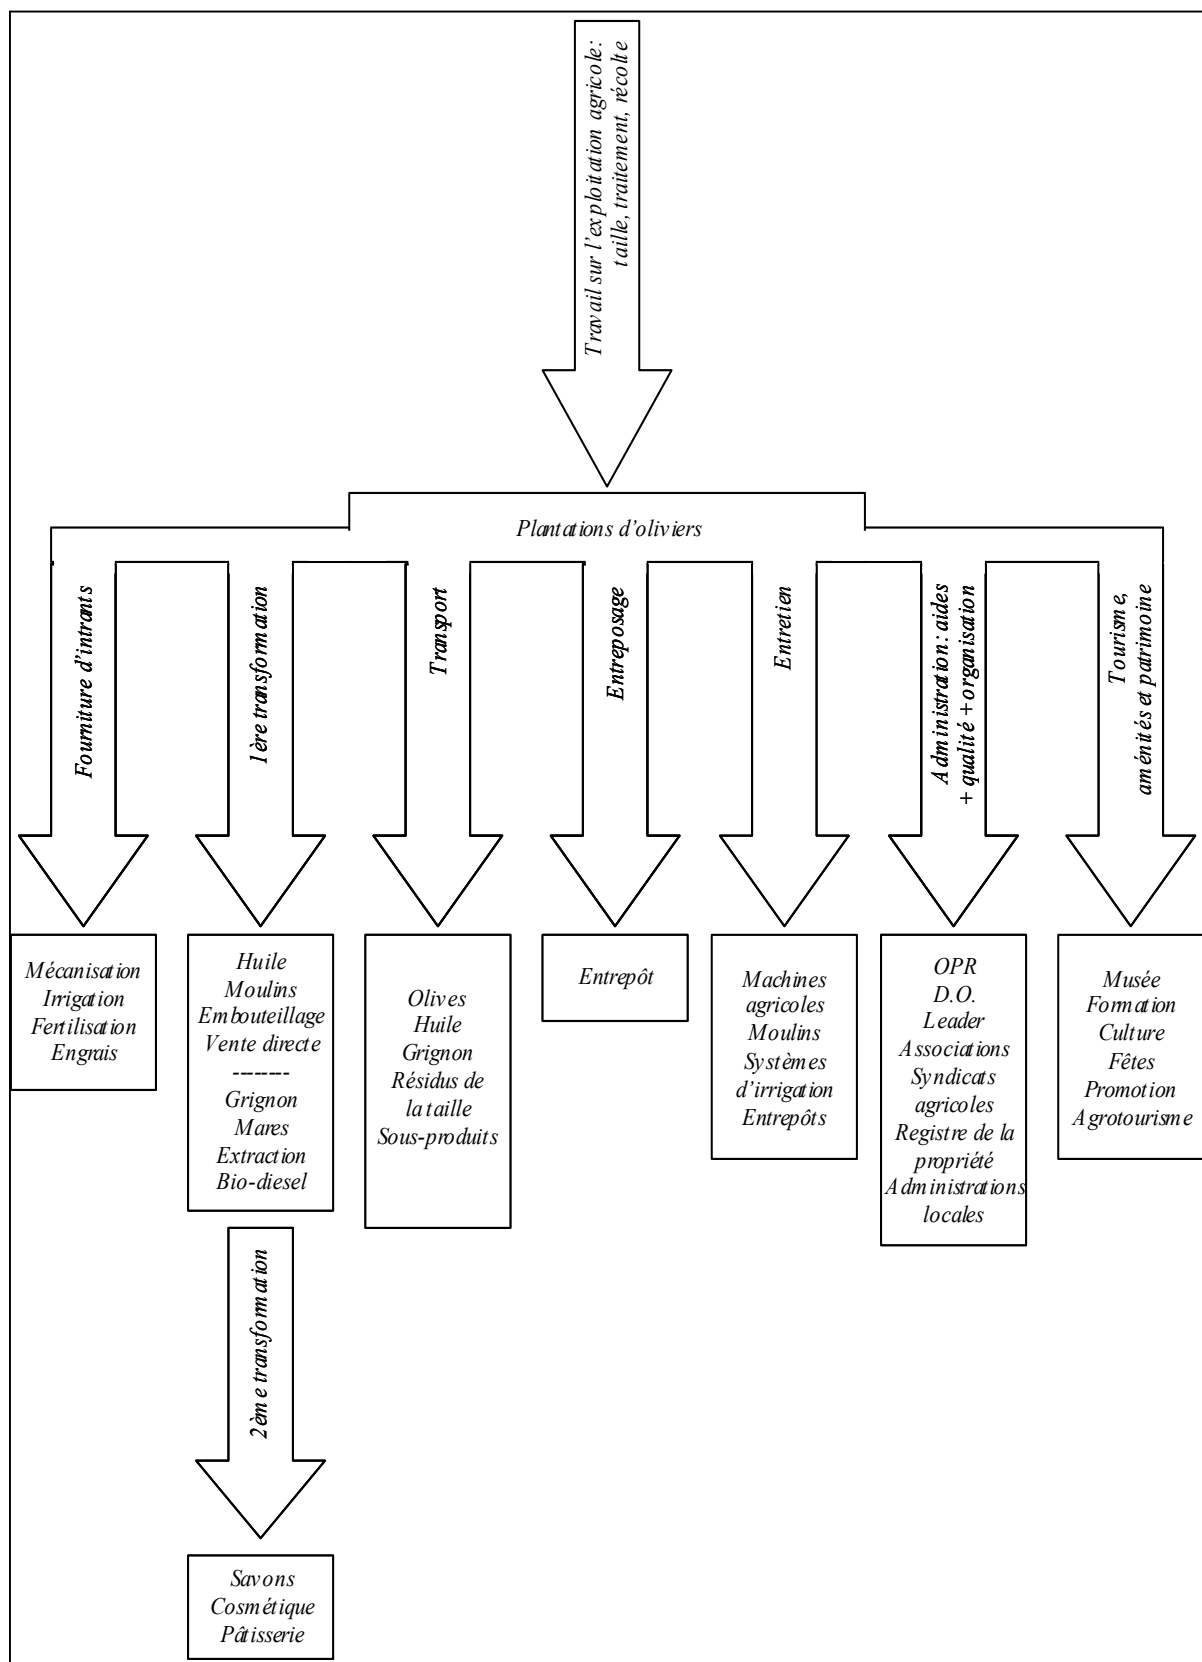 Travail sur l'exploitation agricole:
taille, traitement, récolte
Plantations d'oliviers
Fourniture d'intrants
1ère transformation
Transport
Entreposage
Entretien
Administration: aides
+ qualité + organisation
Tourisme,
aménités et patrimoine
Mécanisation
Irrigation
Fertilisation
Engrais
Huile
Moulins
Embouteillage
Vente directe
--------
Grignon
Mares
Extraction
Bio-diesel
Olives
Huile
Grignon
Résidus de
la taille
Sous-produits
Entrepôt
Machines
agricoles
Moulins
Systèmes
d'irrigation
Entrepôts
OPR
D.O.
Leader
Associations
Syndicats
agricoles
Registre de la
propriété
Administrations
locales
Musée
Formation
Culture
Fêtes
Promotion
Agrotourisme
2ème transformation
Savons
Cosmétique
Pâtisserie